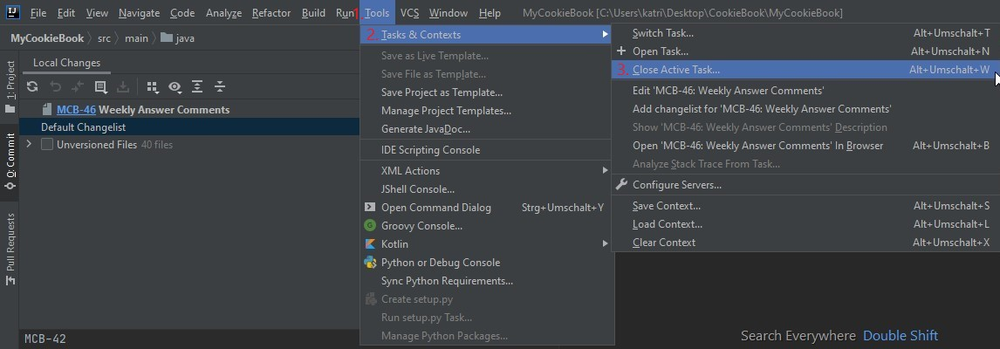 IJ File Edit View Navigate Code Analyze Refactor Build Run 1 Tools VCS Window Help MyCookieBook [C:\Users\katri\Desktop\CookieBook\MyCookieBook]
MyCookieBook src main java
Local Changes
MCB-46 Weekly Answer Comments
Default Changelist
Unversioned Files 40 files
MCB-42
1: Project
0: Commit
Pull Requests
2. Tasks & Contexts
Save as Live Template...
Save File as Template...
Save Project as Template...
Manage Project Templates...
Generate JavaDoc...
IDE Scripting Console
XML Actions
JShell Console...
Open Command Dialog Strg+Umschalt+Y
Groovy Console...
Kotlin
Python or Debug Console
Sync Python Requirements...
Create setup.py
Run setup.py Task...
Manage Python Packages...
Switch Task... Alt+Umschalt+T
Open Task... Alt+Umschalt+N
3. Close Active Task... Alt+Umschalt+W
Edit 'MCB-46: Weekly Answer Comments'
Add changelist for 'MCB-46: Weekly Answer Comments'
Show 'MCB-46: Weekly Answer Comments' Description
Open 'MCB-46: Weekly Answer Comments' In Browser Alt+Umschalt+B
Analyze Stack Trace From Task...
Configure Servers...
Save Context... Alt+Umschalt+S
Load Context... Alt+Umschalt+L
Clear Context Alt+Umschalt+X
Search Everywhere Double Shift